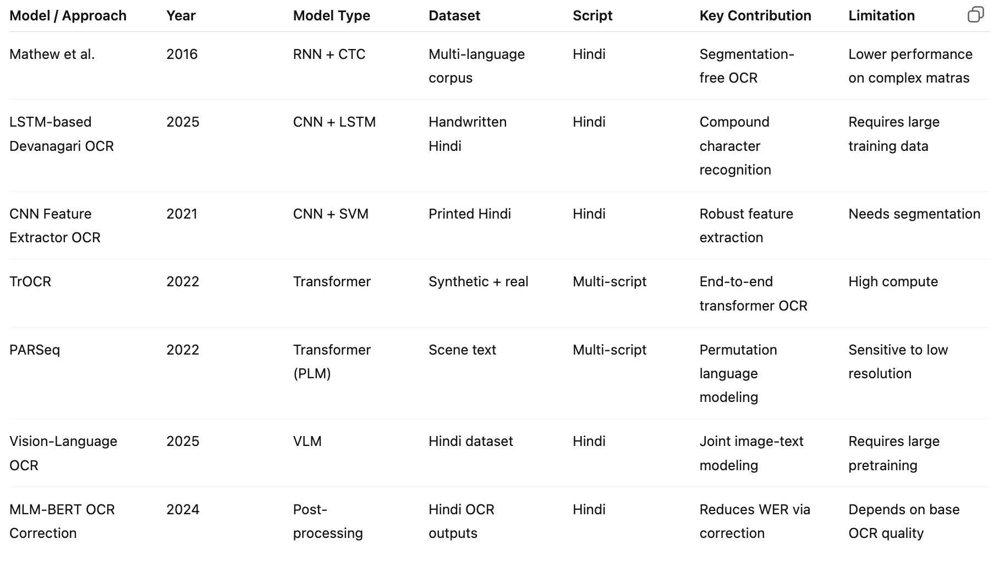 Model / Approach Year Model Type Dataset Script Key Contribution Limitation
Mathew et al. 2016 RNN + CTC Multi-language Hindi Segmentation- Lower performance
corpus free OCR on complex matras
LSTM-based 2025 CNN + LSTM Handwritten Hindi Compound Requires large
Devanagari OCR Hindi character training data
recognition
CNN Feature 2021 CNN + SVM Printed Hindi Hindi Robust feature Needs segmentation
Extractor OCR extraction
TrOCR 2022 Transformer Synthetic + real Multi-script End-to-end High compute
transformer OCR
PARSeq 2022 Transformer Scene text Multi-script Permutation Sensitive to low
(PLM) language resolution
modeling
Vision-Language 2025 VLM Hindi dataset Hindi Joint image-text Requires large
OCR modeling pretraining
MLM-BERT OCR 2024 Post- Hindi OCR Hindi Reduces WER via Depends on base
Correction processing outputs correction OCR quality